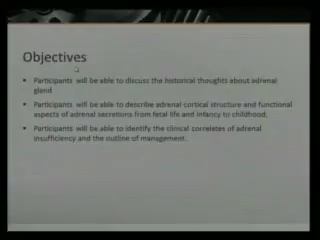 Objectives
▪ Participants will be able to discuss the historical thoughts about adrenal
gland
▪ Participants will be able to describe adrenal cortical structure and functional
aspects of adrenal secretions from fetal life and infancy to childhood.
▪ Participants will be able to identify the clinical correlates of adrenal
insufficiency and the outline of management.